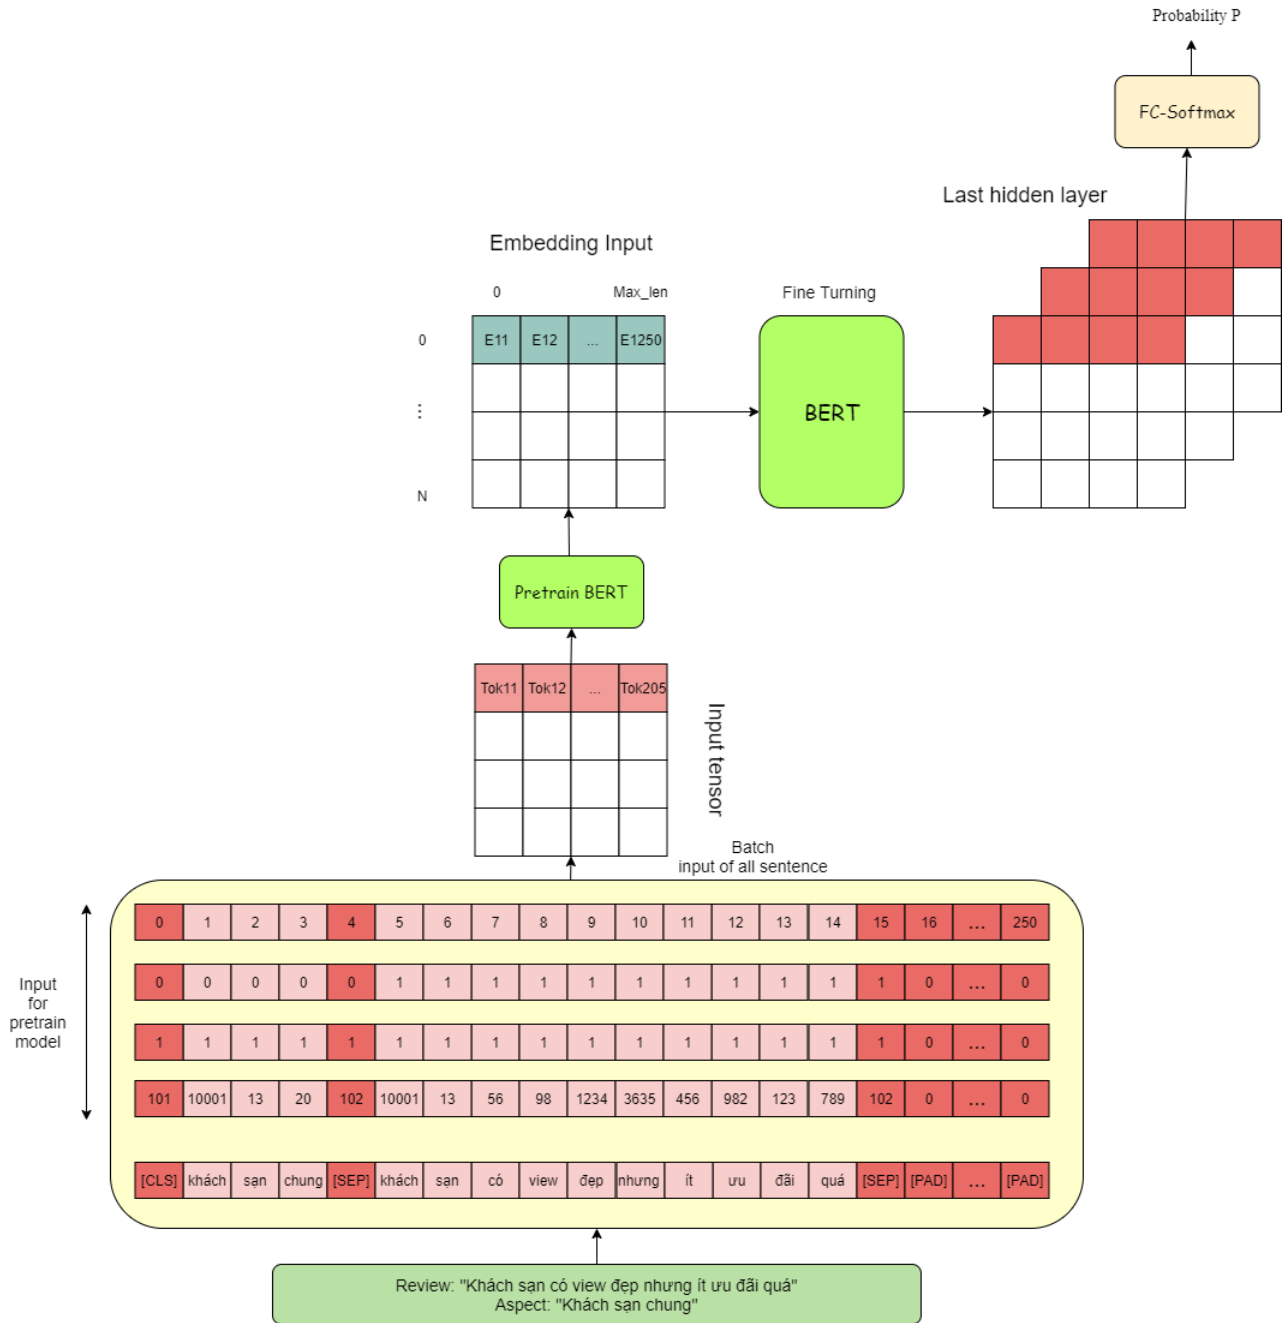 Probability P
FC-Softmax
Last hidden layer
Embedding Input
0 Max_len
Fine Turning
0 E11 E12 ... E1250
⋮
BERT
N
Pretrain BERT
Tok11 Tok12 ... Tok205
Input tensor
Batch
input of all sentence
0 1 2 3 4 5 6 7 8 9 10 11 12 13 14 15 16 ... 250
Input
for
pretrain
model
0 0 0 0 0 1 1 1 1 1 1 1 1 1 1 1 0 ... 0
1 1 1 1 1 1 1 1 1 1 1 1 1 1 1 1 0 ... 0
101 10001 13 20 102 10001 13 56 98 1234 3635 456 982 123 789 102 0 ... 0
[CLS] khách sạn chung [SEP] khách sạn có view đẹp nhưng ít ưu đãi quá [SEP] [PAD] ... [PAD]
Review: "Khách sạn có view đẹp nhưng ít ưu đãi quá"
Aspect: "Khách sạn chung"